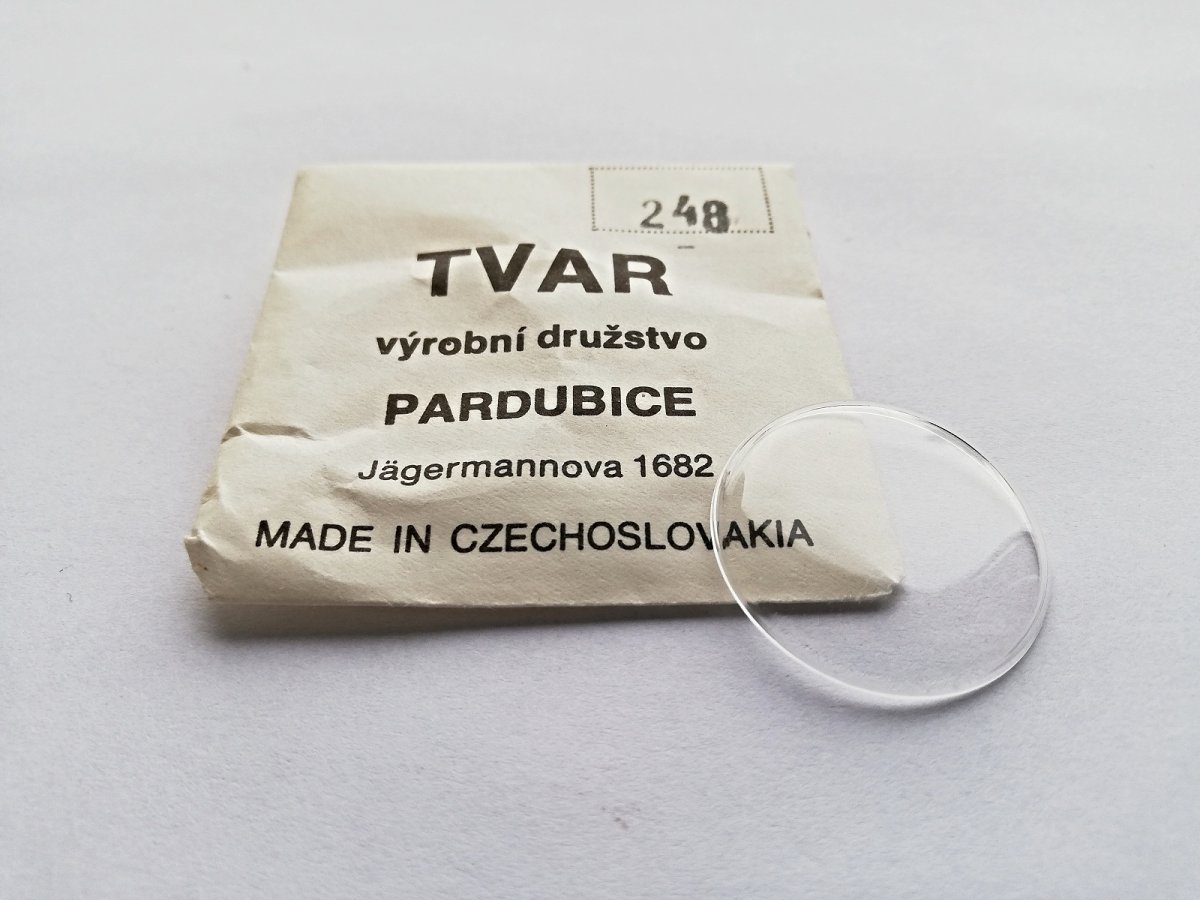 248
TVAR
výrobní družstvo
PARDUBICE
Jägermannova 1682
MADE IN CZECHOSLOVAKIA